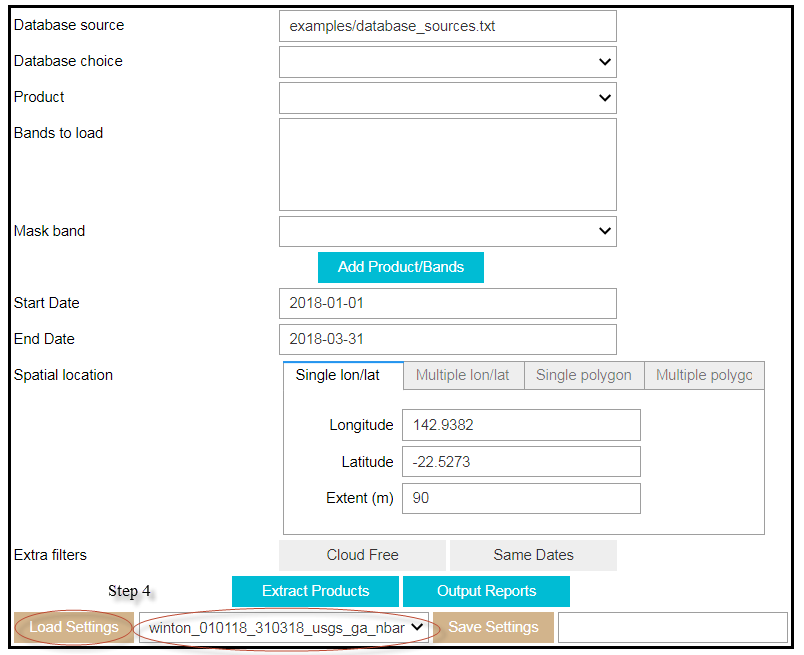 Database source examples/database_sources.txt
Database choice
Product
Bands to load
Mask band
Add Product/Bands
Start Date 2018-01-01
End Date 2018-03-31
Spatial location Single lon/lat Multiple lon/lat Single polygon Multiple polygc
Longitude 142.9382
Latitude -22.5273
Extent (m) 90
Extra filters Cloud Free Same Dates
Step 4 Extract Products Output Reports
Load Settings winton_010118_310318_usgs_ga_nbar Save Settings